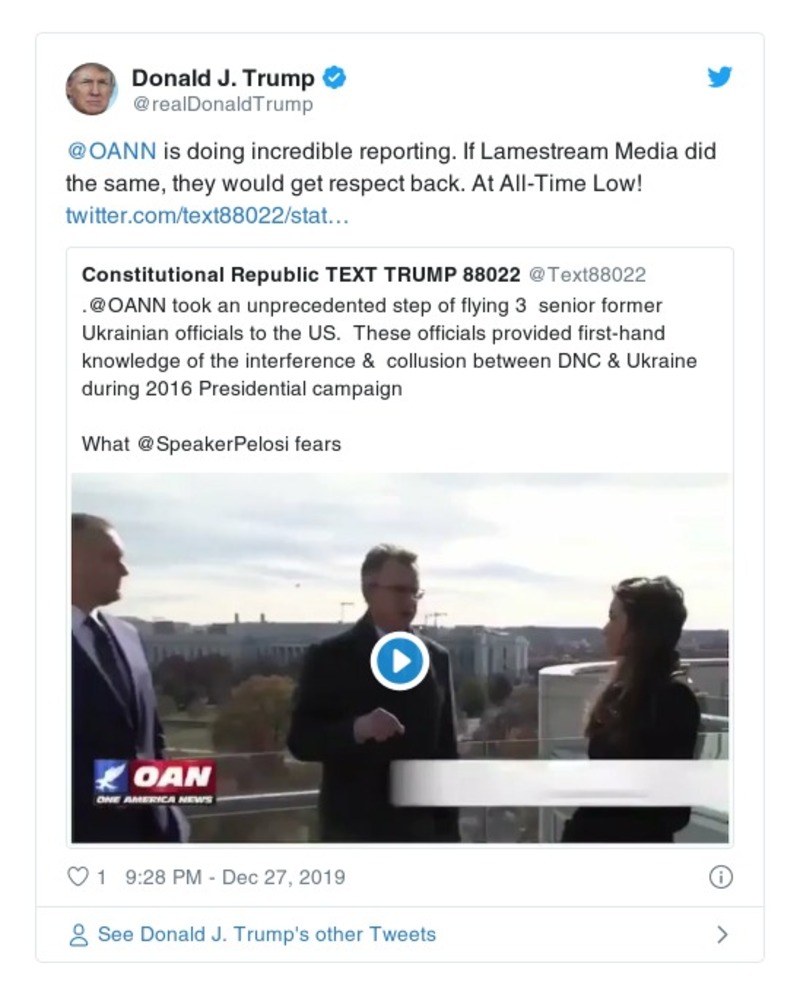 Donald J. Trump
@realDonaldTrump
@OANN is doing incredible reporting. If Lamestream Media did
the same, they would get respect back. At All-Time Low!
twitter.com/text88022/stat…
Constitutional Republic TEXT TRUMP 88022 @Text88022
.@OANN took an unprecedented step of flying 3  senior former
Ukrainian officials to the US.  These officials provided first-hand
knowledge of the interference &  collusion between DNC & Ukraine
during 2016 Presidential campaign
What @SpeakerPelosi fears
OAN
ONE AMERICA NEWS
1 9:28 PM - Dec 27, 2019
See Donald J. Trump's other Tweets